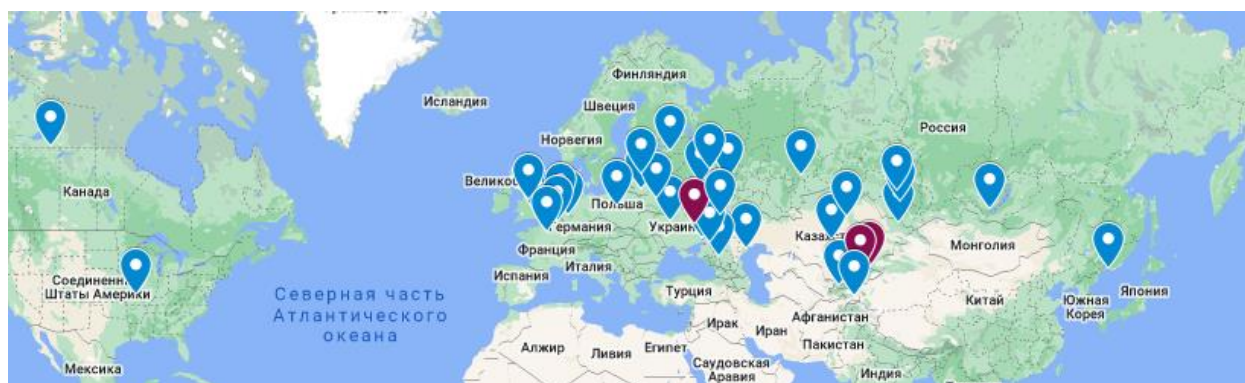 Финляндия
Исландия
Швеция
Россия
Норвегия
Канада
Великоб
Польша
Германия
Украин
Казахст
Монголия
Франция
Италия
Испания
Соединенн
Штаты Америки
Северная часть
Атлантического
океана
Турция
Китай
Япония
Южная
Корея
Афганистан
Ирак
Иран
Пакистан
Алжир
Ливия
Египет
Саудовская
Аравия
Мексика
Индия